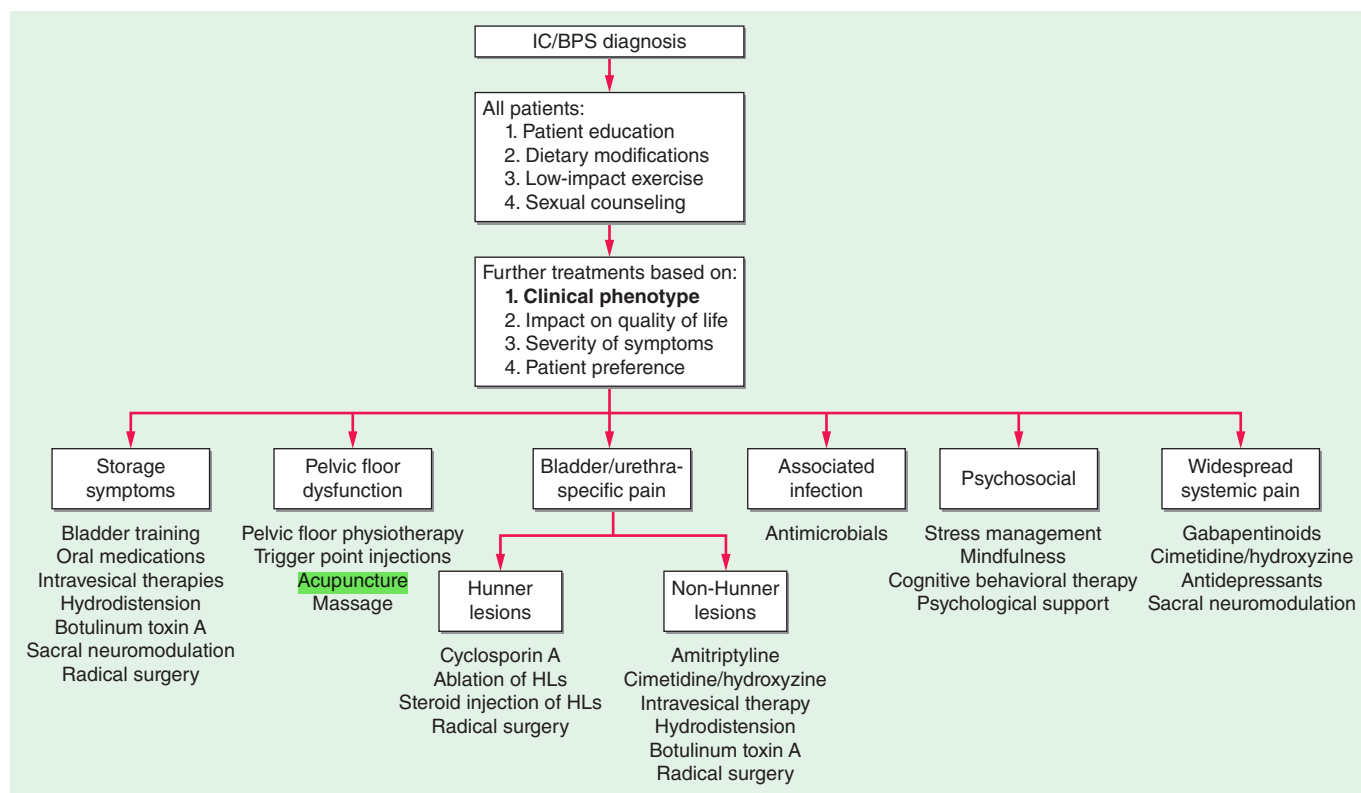 IC/BPS diagnosis
All patients:
1. Patient education
2. Dietary modifications
3. Low-impact exercise
4. Sexual counseling
Further treatments based on:
1. Clinical phenotype
2. Impact on quality of life
3. Severity of symptoms
4. Patient preference
Storage
symptoms
Bladder training
Oral medications
Intravesical therapies
Hydrodistension
Botulinum toxin A
Sacral neuromodulation
Radical surgery
Pelvic floor
dysfunction
Pelvic floor physiotherapy
Trigger point injections
Acupuncture
Massage
Bladder/urethra-
specific pain
Hunner
lesions
Cyclosporin A
Ablation of HLs
Steroid injection of HLs
Radical surgery
Non-Hunner
lesions
Amitriptyline
Cimetidine/hydroxyzine
Intravesical therapy
Hydrodistension
Botulinum toxin A
Radical surgery
Associated
infection
Antimicrobials
Psychosocial
Stress management
Mindfulness
Cognitive behavioral therapy
Psychological support
Widespread
systemic pain
Gabapentinoids
Cimetidine/hydroxyzine
Antidepressants
Sacral neuromodulation